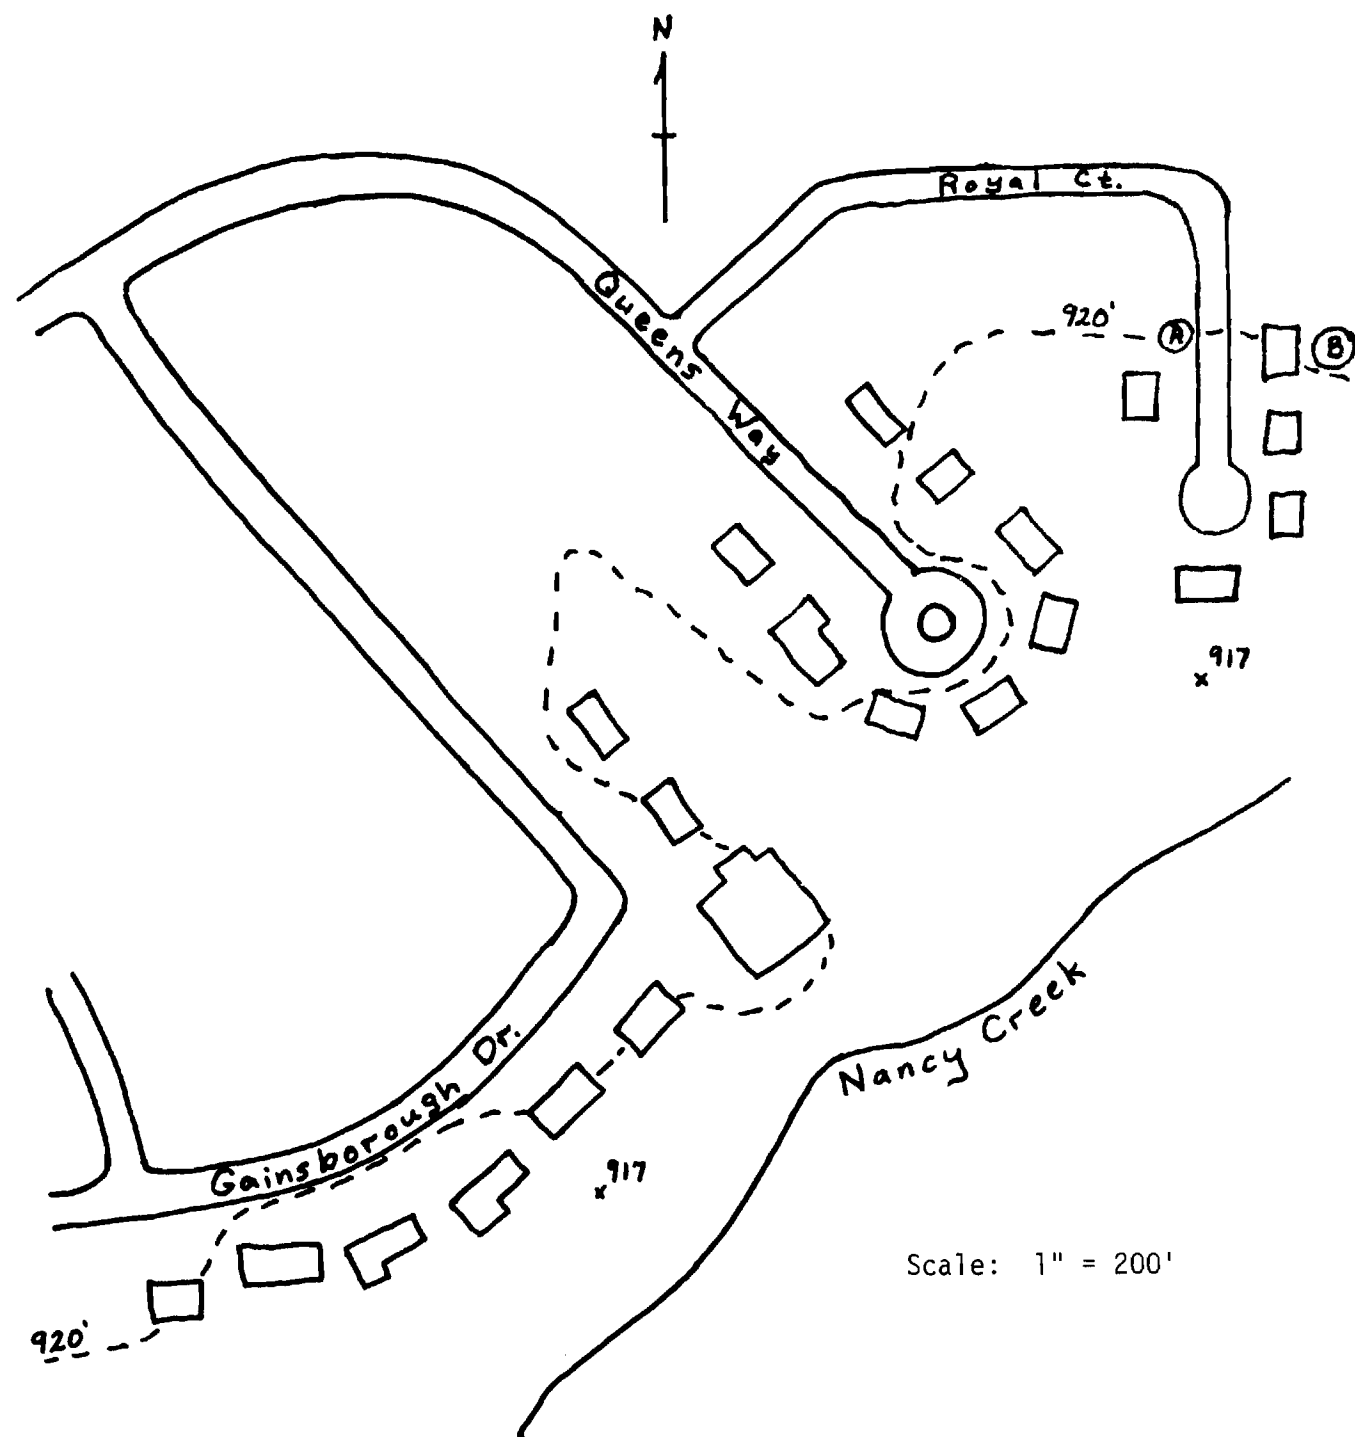 N
Royal Ct.
Queens Way
920'
A
B
917
Nancy Creek
Gainsborough Dr.
917
Scale: 1" = 200'
920'